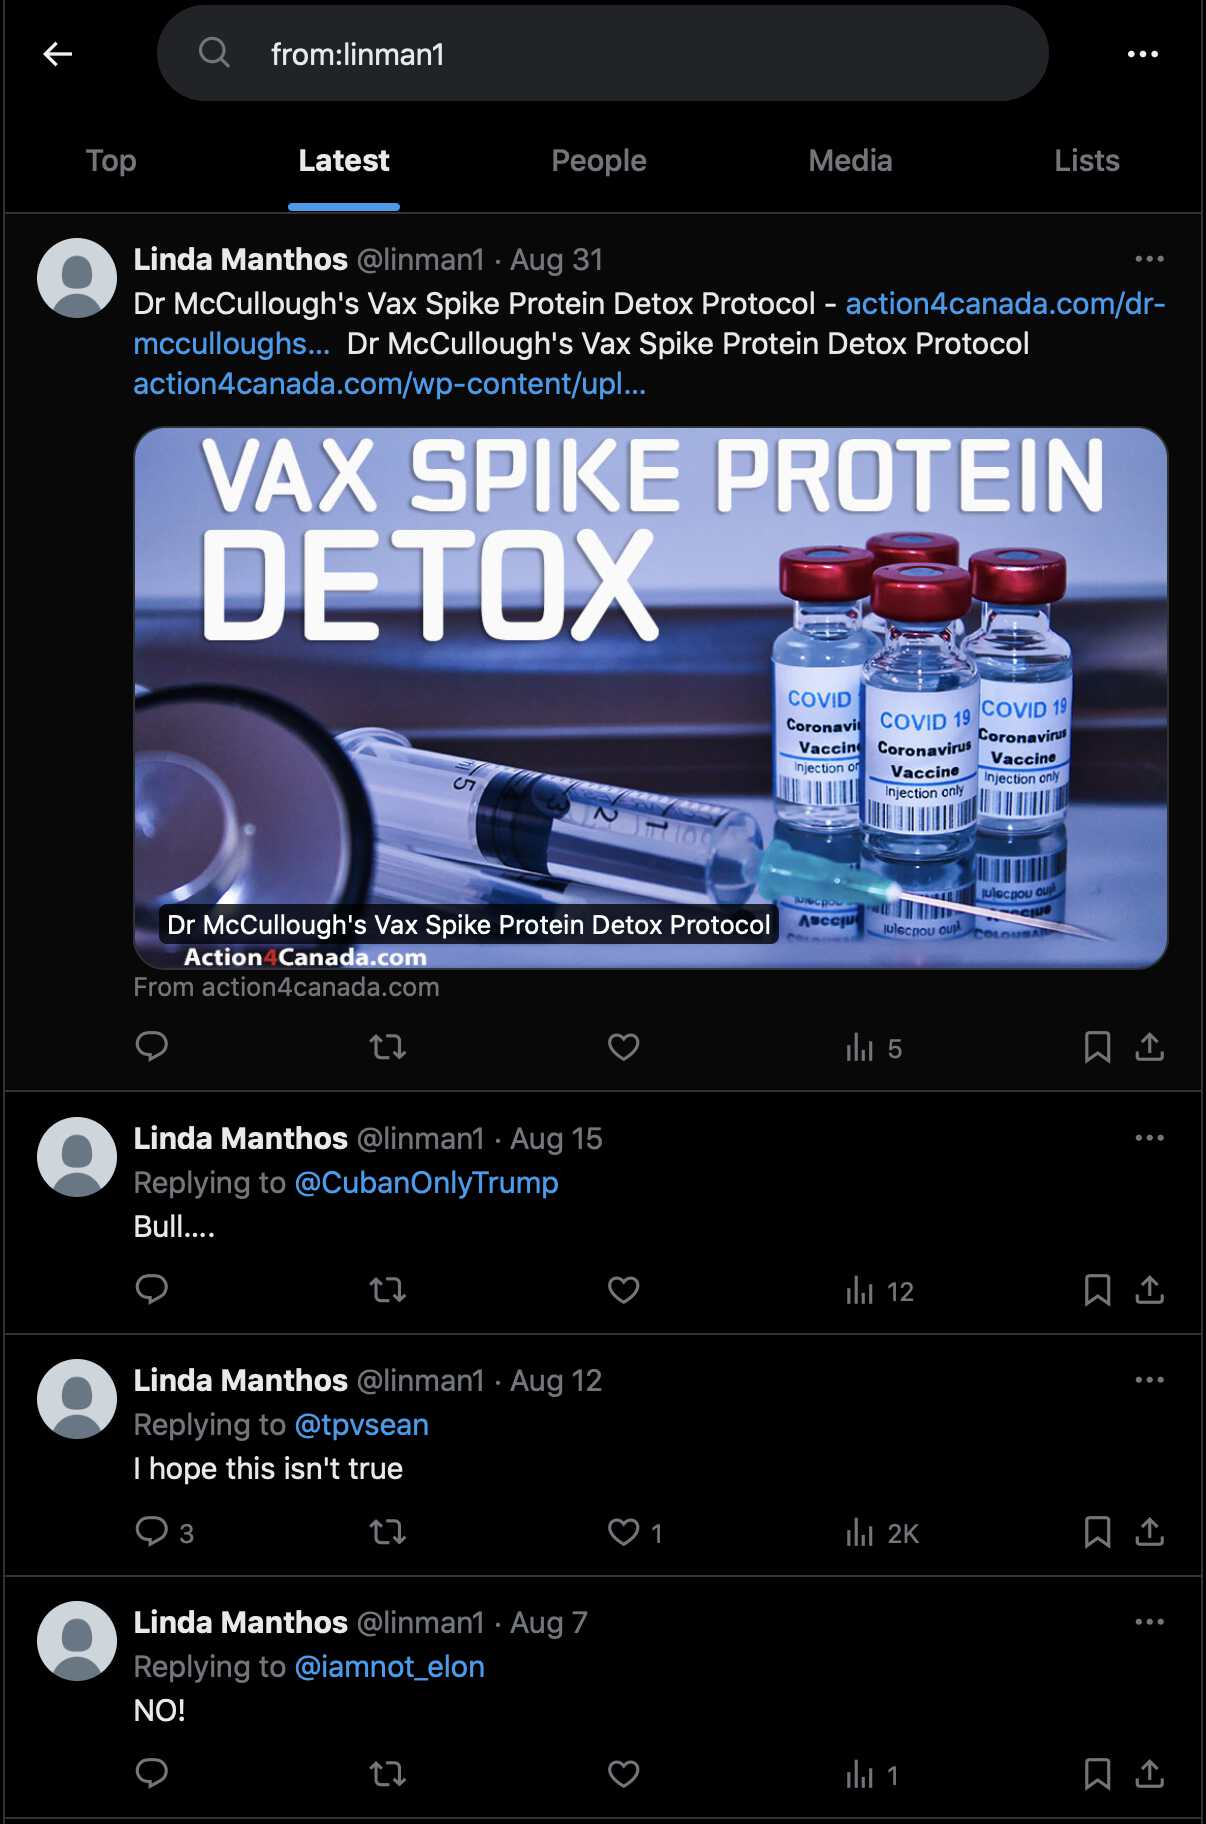 from:linman1
Top
Latest
People
Media
Lists
Linda Manthos @linman1 · Aug 31
Dr McCullough's Vax Spike Protein Detox Protocol - action4canada.com/dr-
mcculloughs... Dr McCullough's Vax Spike Protein Detox Protocol
action4canada.com/wp-content/upl...
VAX SPIKE PROTEIN
DETOX
COVID
Coronavi
Vaccin
Injection or
COVID 19
Coronavirus
Vaccine
Injection only
COVID 19
Coronavirus
Vaccine
Injection only
5
3
2
1
Dr McCullough's Vax Spike Protein Detox Protocol
Action4Canada.com
From action4canada.com
5
Linda Manthos @linman1 · Aug 15
Replying to @CubanOnlyTrump
Bull....
12
Linda Manthos @linman1 · Aug 12
Replying to @tpvsean
I hope this isn't true
3
1
2K
Linda Manthos @linman1 · Aug 7
Replying to @iamnot_elon
NO!
1